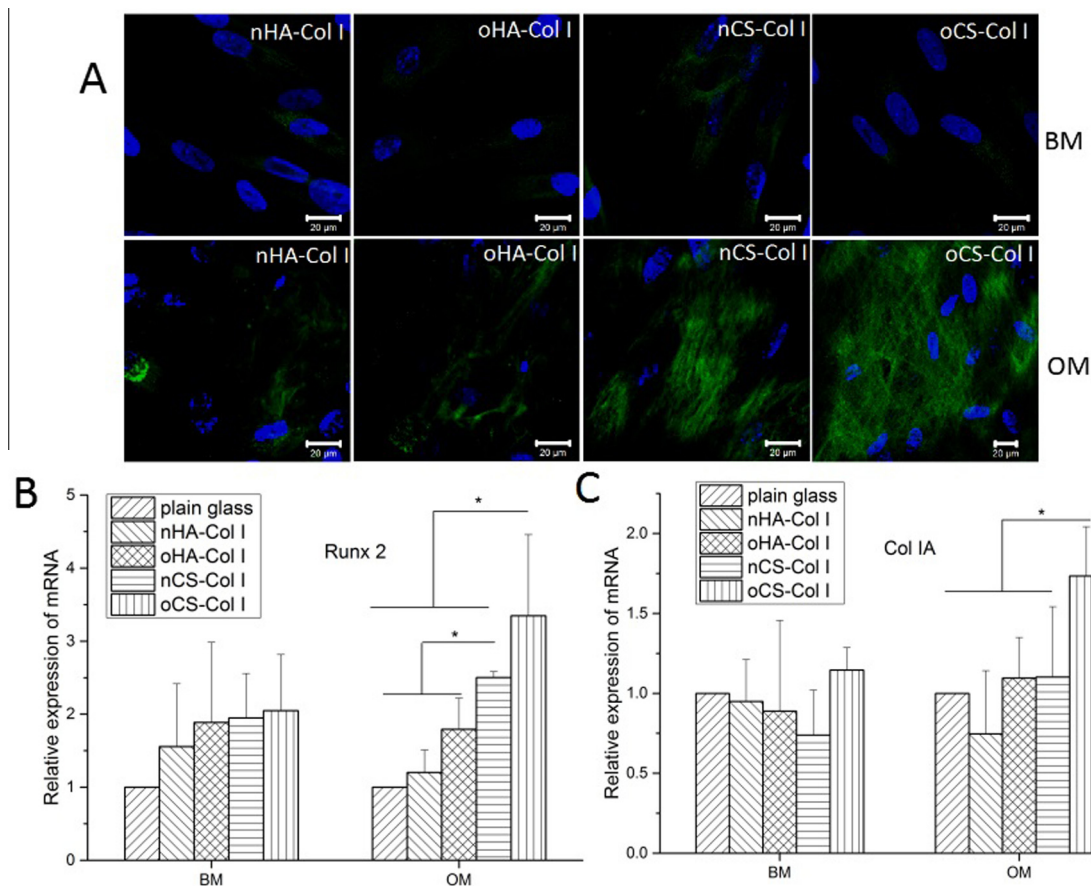 A
nHA-Col I
oHA-Col I
nCS-Col I
oCS-Col I
BM
20 µm
20 µm
20 µm
20 µm
nHA-Col I
oHA-Col I
nCS-Col I
oCS-Col I
OM
20 µm
20 µm
20 µm
20 µm
B
Relative expression of mRNA
5
4
3
2
1
0
plain glass
nHA-Col I
oHA-Col I
nCS-Col I
oCS-Col I
Runx 2
*
*
BM
OM
C
Relative expression of mRNA
2.0
1.5
1.0
0.5
0.0
plain glass
nHA-Col I
oHA-Col I
nCS-Col I
oCS-Col I
Col IA
*
BM
OM